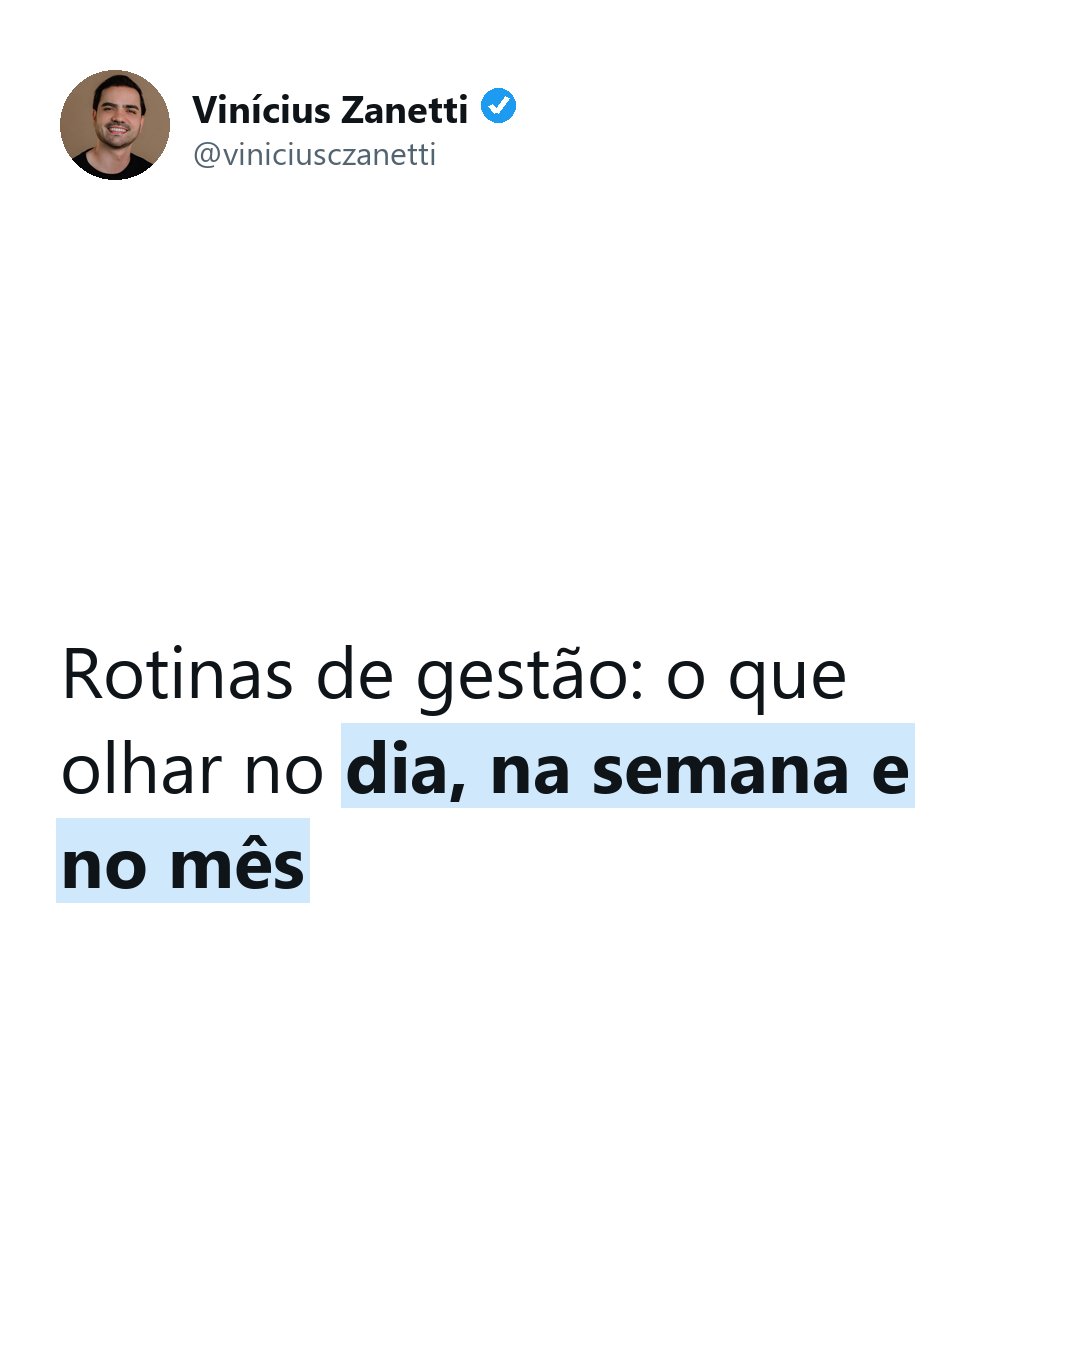 Vinícius Zanetti
@viniciusczanetti
Rotinas de gestão: o que
olhar no dia, na semana e
no mês